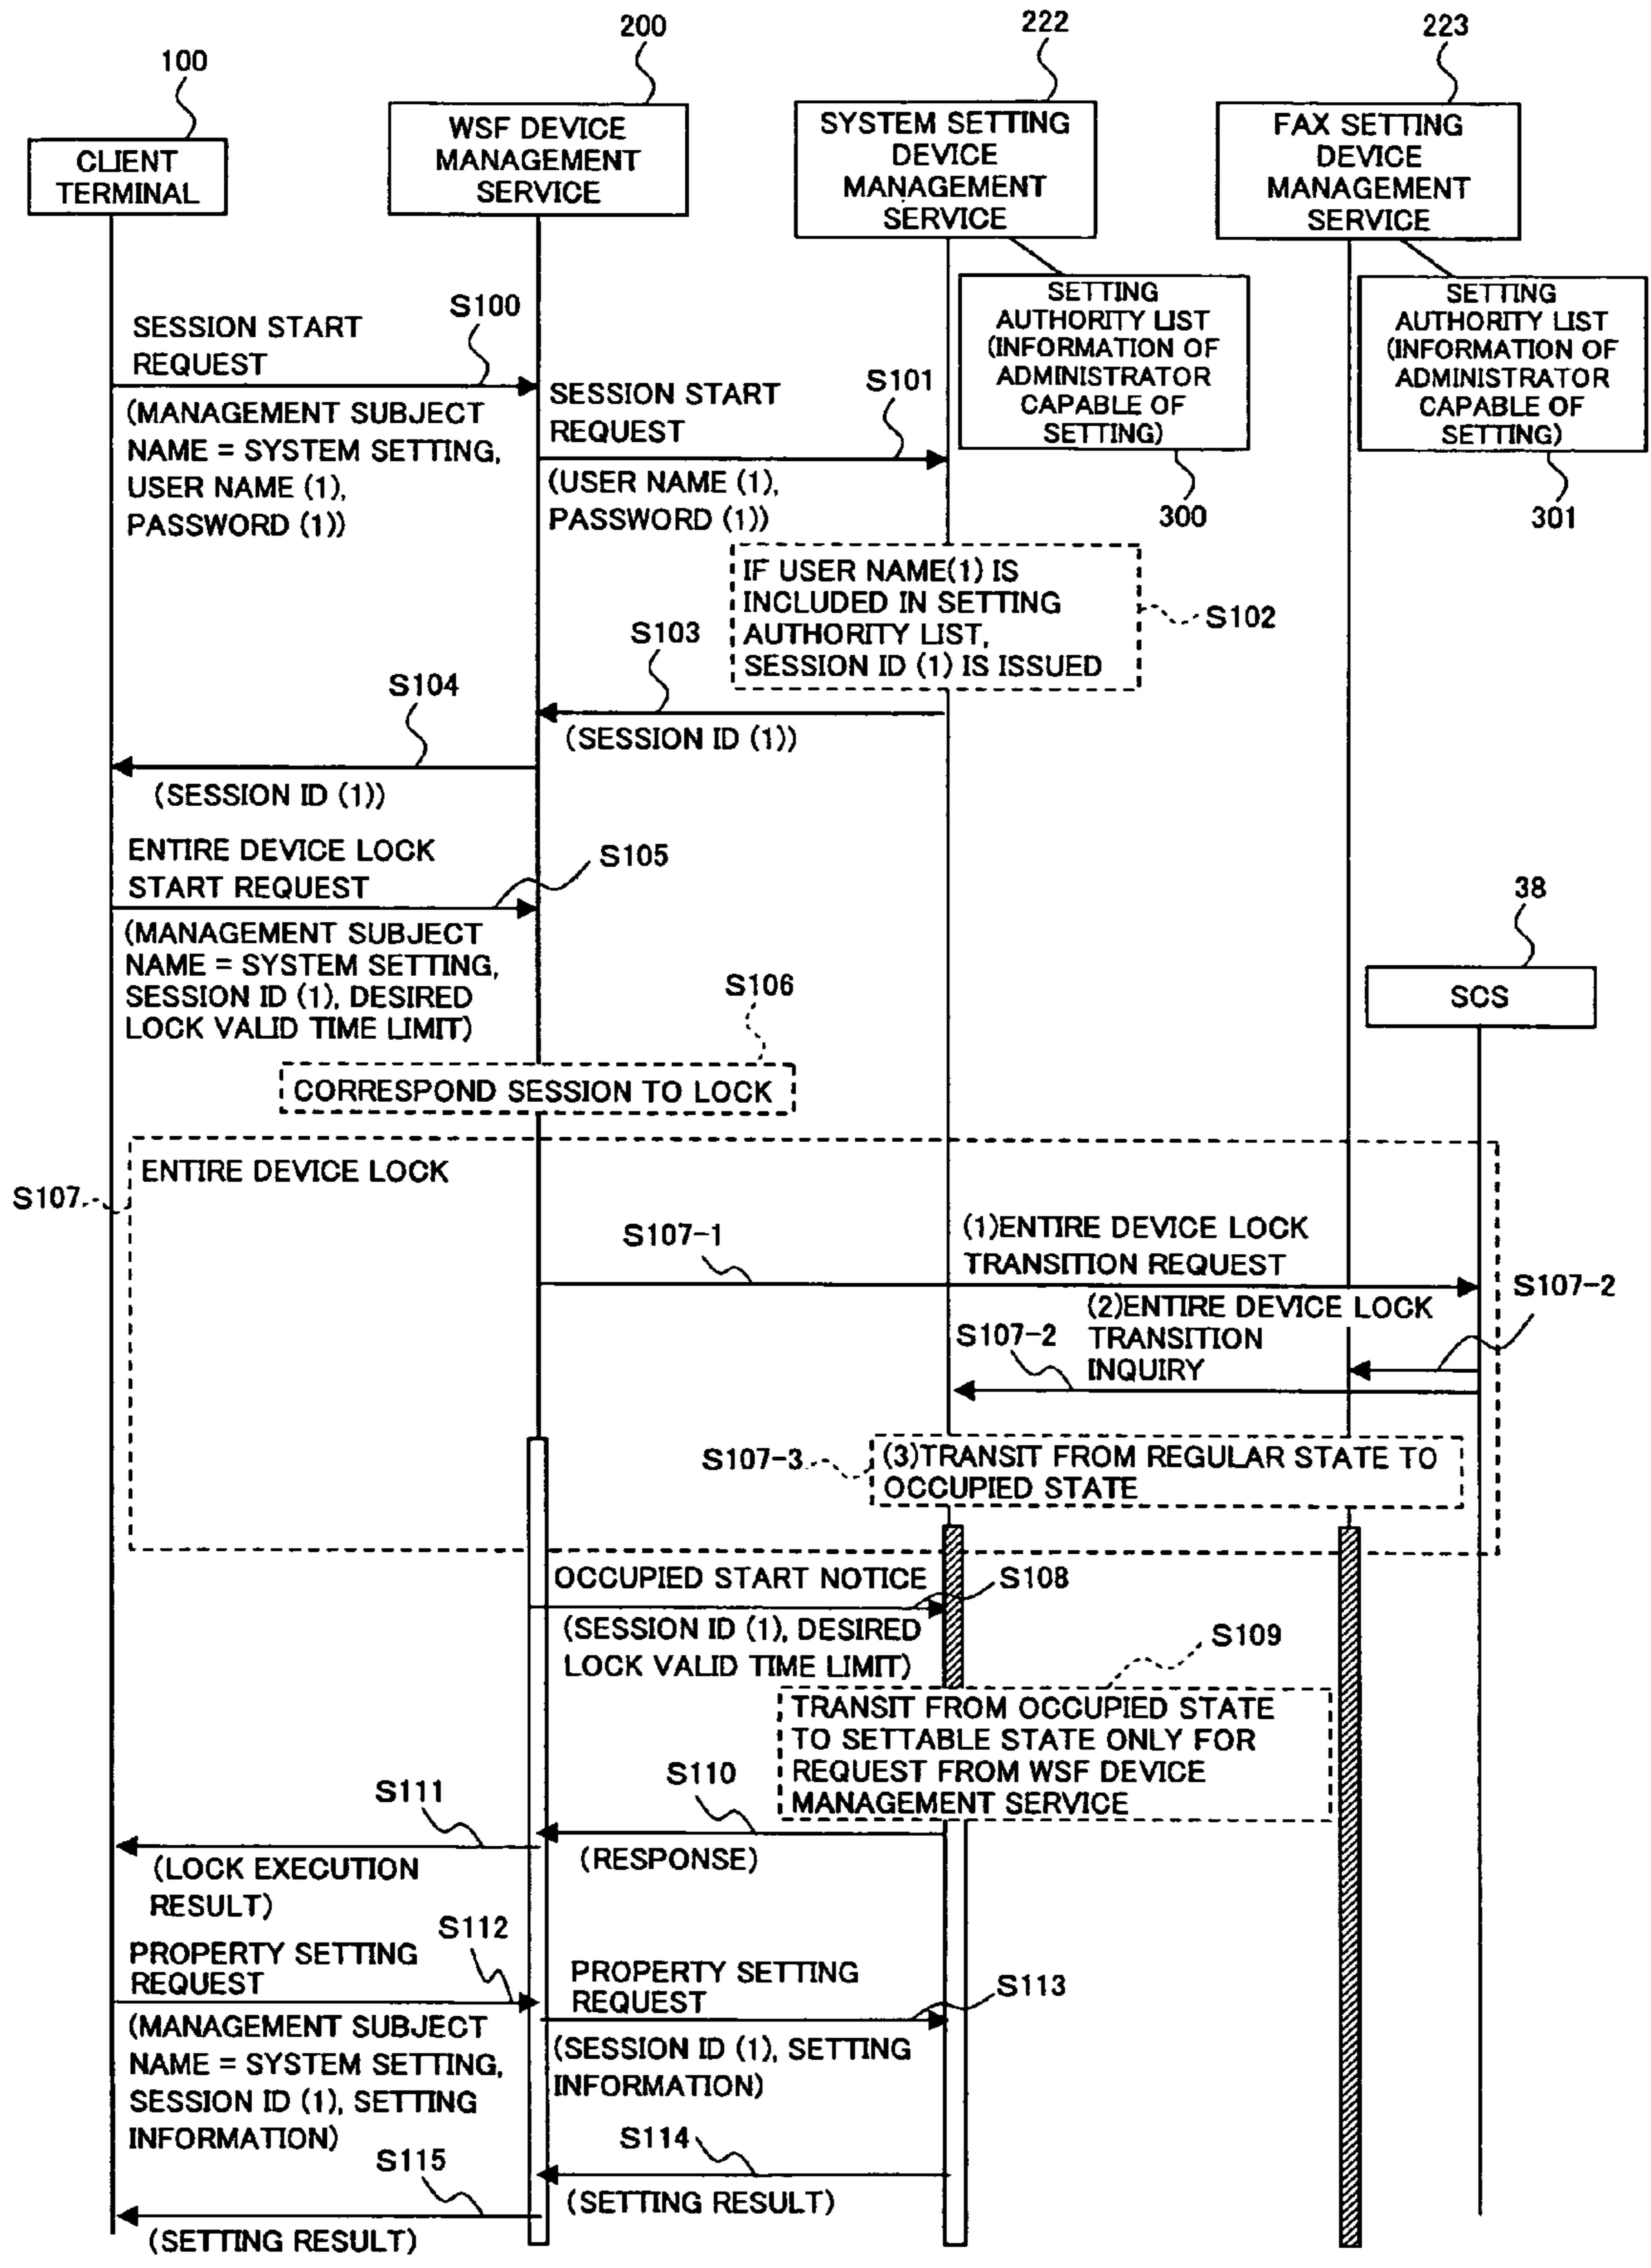 100
200
222
223
CLIENT
TERMINAL
WSF DEVICE
MANAGEMENT
SERVICE
SYSTEM SETTING
DEVICE
MANAGEMENT
SERVICE
FAX SETTING
DEVICE
MANAGEMENT
SERVICE
SETTING
AUTHORITY LIST
(INFORMATION OF
ADMINISTRATOR
CAPABLE OF
SETTING)
300
SETTING
AUTHORITY LIST
(INFORMATION OF
ADMINISTRATOR
CAPABLE OF
SETTING)
301
SESSION START
REQUEST
S100
(MANAGEMENT SUBJECT
NAME = SYSTEM SETTING,
USER NAME (1),
PASSWORD (1))
SESSION START
REQUEST
S101
(USER NAME (1),
PASSWORD (1))
IF USER NAME(1) IS
INCLUDED IN SETTING
AUTHORITY LIST,
SESSION ID (1) IS ISSUED
S102
S103
(SESSION ID (1))
S104
(SESSION ID (1))
ENTIRE DEVICE LOCK
START REQUEST
S105
(MANAGEMENT SUBJECT
NAME = SYSTEM SETTING,
SESSION ID (1), DESIRED
LOCK VALID TIME LIMIT)
38
SCS
S106
CORRESPOND SESSION TO LOCK
S107
ENTIRE DEVICE LOCK
S107-1
(1)ENTIRE DEVICE LOCK
TRANSITION REQUEST
S107-2
(2)ENTIRE DEVICE LOCK
TRANSITION
INQUIRY
S107-2
S107-3
(3)TRANSIT FROM REGULAR STATE TO
OCCUPIED STATE
OCCUPIED START NOTICE
S108
(SESSION ID (1), DESIRED
LOCK VALID TIME LIMIT)
S109
TRANSIT FROM OCCUPIED STATE
TO SETTABLE STATE ONLY FOR
REQUEST FROM WSF DEVICE
MANAGEMENT SERVICE
S110
(RESPONSE)
S111
(LOCK EXECUTION
RESULT)
S112
PROPERTY SETTING
REQUEST
(MANAGEMENT SUBJECT
NAME = SYSTEM SETTING,
SESSION ID (1), SETTING
INFORMATION)
PROPERTY SETTING
REQUEST
S113
(SESSION ID (1), SETTING
INFORMATION)
S114
(SETTING RESULT)
S115
(SETTING RESULT)